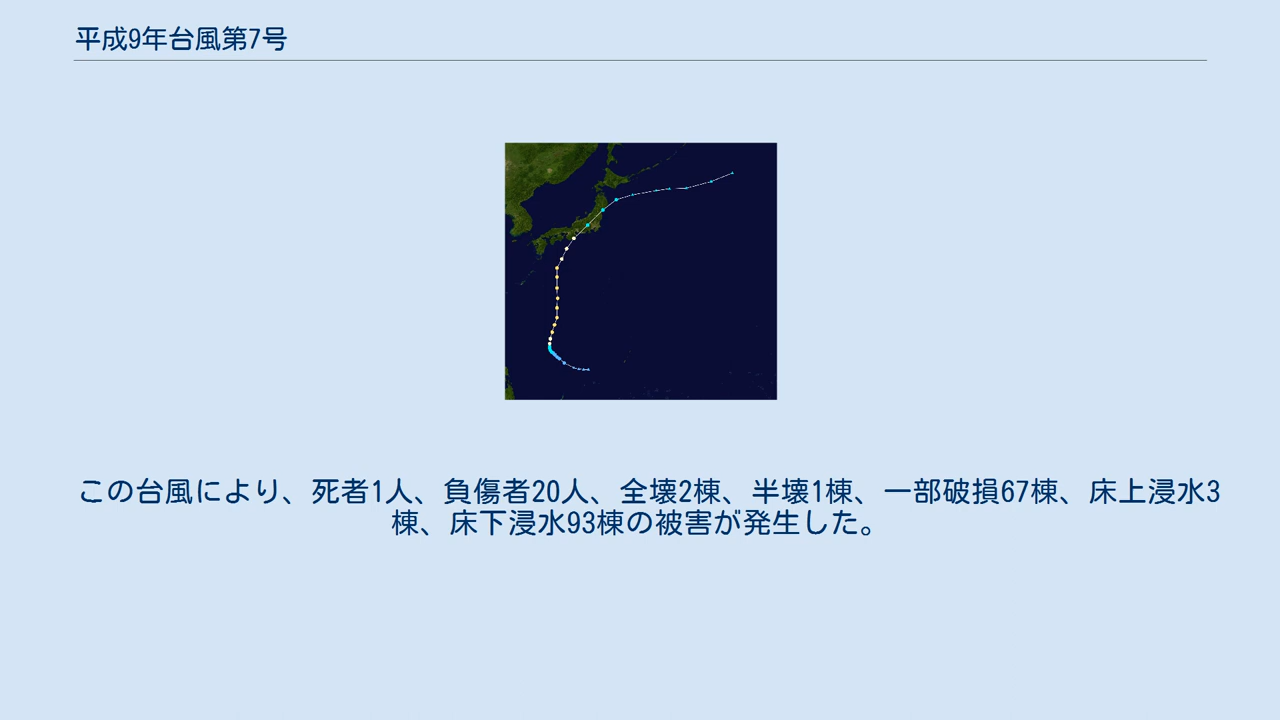 平成9年台風第7号
この台風により、死者1人、負傷者20人、全壊2棟、半壊1棟、一部破損67棟、床上浸水3
棟、床下浸水93棟の被害が発生した。